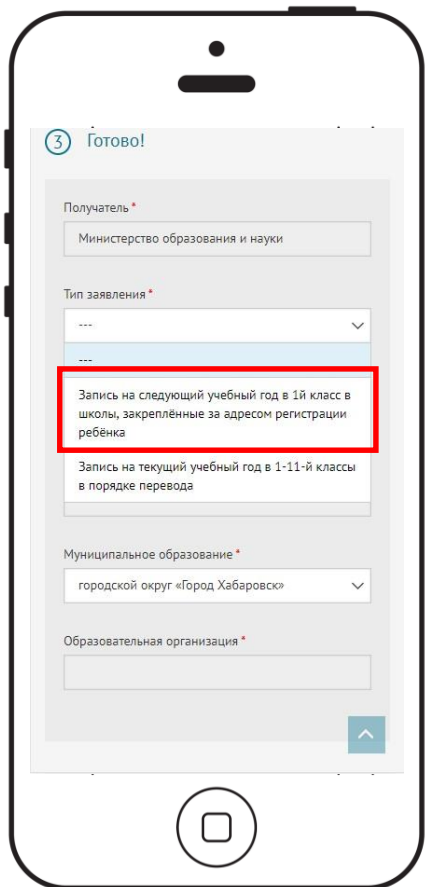 3 Готово!
Получатель *
Министерство образования и науки
Тип заявления *
---
---
Запись на следующий учебный год в 1й класс в
школы, закреплённые за адресом регистрации
ребёнка
Запись на текущий учебный год в 1-11-й классы
в порядке перевода
Муниципальное образование *
городской округ «Город Хабаровск»
Образовательная организация *